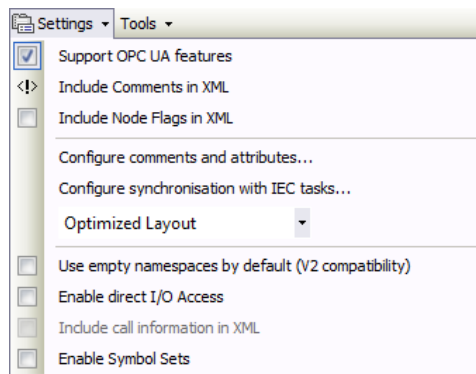 Settings Tools
Support OPC UA features
<!> Include Comments in XML
Include Node Flags in XML
Configure comments and attributes...
Configure synchronisation with IEC tasks...
Optimized Layout
Use empty namespaces by default (V2 compatibility)
Enable direct I/O Access
Include call information in XML
Enable Symbol Sets